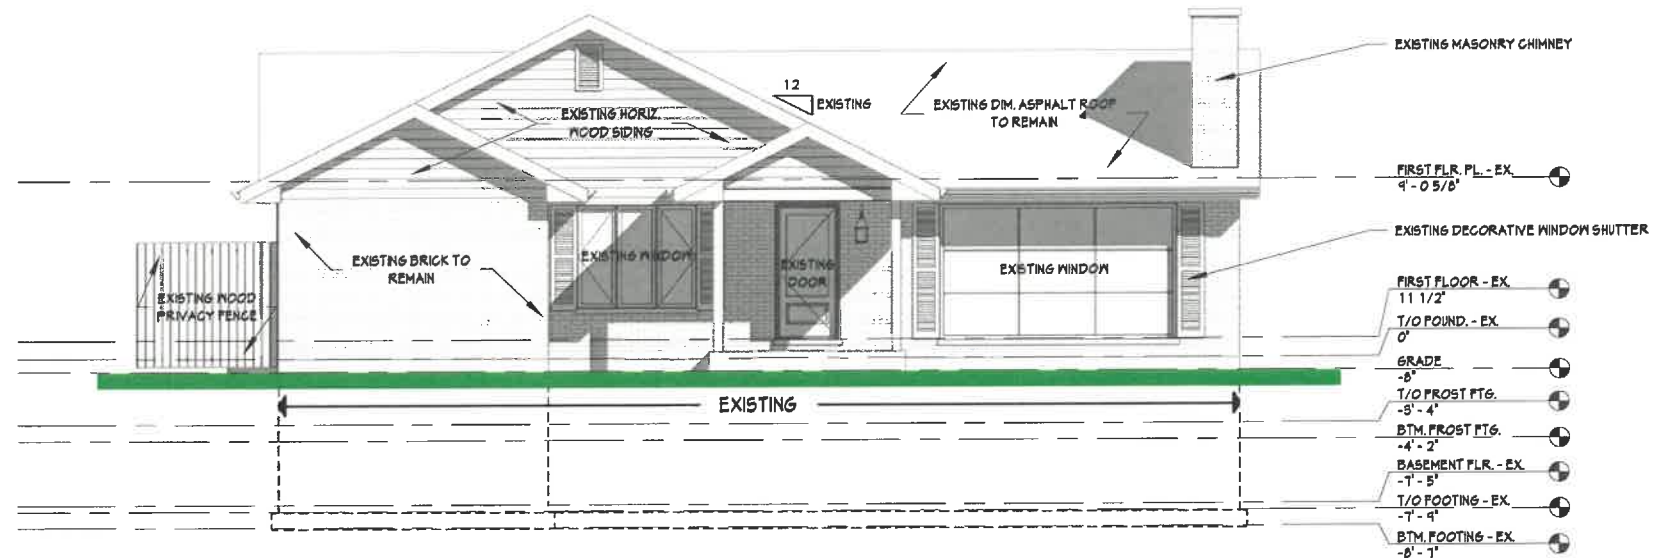 EXISTING MASONRY CHIMNEY
12
EXISTING
EXISTING DIM. ASPHALT ROOF
TO REMAIN
EXISTING HORIZ.
WOOD SIDING
FIRST FLR. PL. - EX.
9' - 0 5/8"
EXISTING DECORATIVE WINDOW SHUTTER
EXISTING BRICK TO
REMAIN
EXISTING WINDOW
EXISTING
DOOR
EXISTING WINDOW
EXISTING WOOD
PRIVACY FENCE
FIRST FLOOR - EX.
11 1/2"
T/O FOUND. - EX.
0"
GRADE
-8"
EXISTING
T/O FROST FTG.
-3' - 4"
BTM. FROST FTG.
-4' - 2"
BASEMENT FLR. - EX.
-7' - 5"
T/O FOOTING - EX.
-7' - 9"
BTM. FOOTING - EX.
-8' - 7"